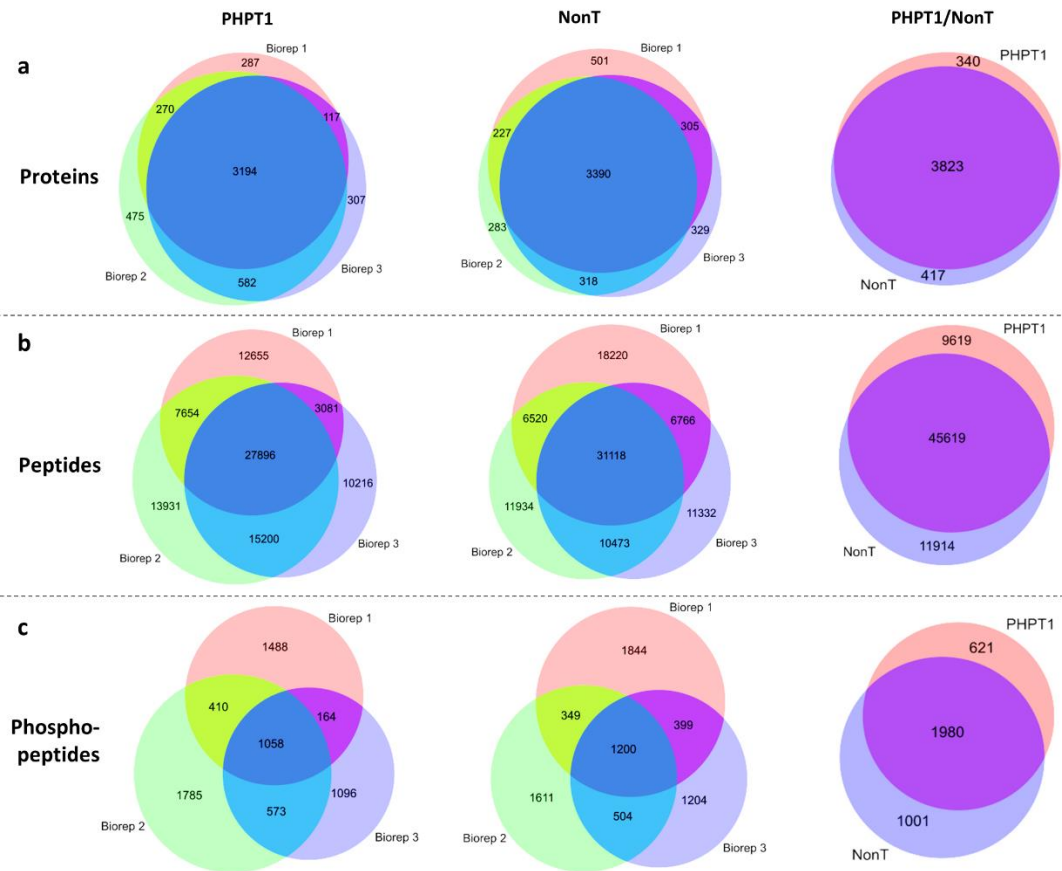 PHPT1
NonT
PHPT1/NonT
a
Proteins
Biorep 1
287
270
117
3194
475
307
Biorep 2
582
Biorep 3
Biorep 1
501
227
305
3390
283
329
Biorep 2
318
Biorep 3
PHPT1
340
3823
NonT
417
b
Peptides
Biorep 1
12655
7654
3081
27896
13931
10216
15200
Biorep 2
Biorep 3
Biorep 1
18220
6520
6766
31118
11934
11332
10473
Biorep 2
Biorep 3
PHPT1
9619
45619
NonT
11914
c
Phospho-
peptides
Biorep 1
1488
410
164
1058
1785
1096
573
Biorep 2
Biorep 3
Biorep 1
1844
349
399
1200
1611
1204
504
Biorep 2
Biorep 3
PHPT1
621
1980
1001
NonT